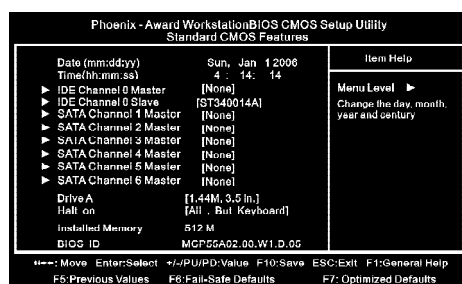 Phoenix - Award WorkstationBIOS CMOS Setup Utility
Standard CMOS Features
Date (mm:dd:yy) Sun, Jan 1 2006
Time(hh:mm:ss) 4 : 14: 14
▶ IDE Channel 0 Master [None]
▶ IDE Channel 0 Slave [ST340014A]
▶ SATA Channel 1 Master [None]
▶ SATA Channel 2 Master [None]
▶ SATA Channel 3 Master [None]
▶ SATA Channel 4 Master [None]
▶ SATA Channel 5 Master [None]
▶ SATA Channel 6 Master [None]
Drive A [1.44M, 3.5 in.]
Halt on [All , But Keyboard]
Installed Memory 512 M
BIOS ID MCP55A02.00.W1.D.05
Item Help
Menu Level ▶
Change the day, month,
year and century
: Move Enter:Select +/-/PU/PD:Value F10:Save ESC:Exit F1:General Help
F5:Previous Values F6:Fail-Safe Defaults F7: Optimized Defaults